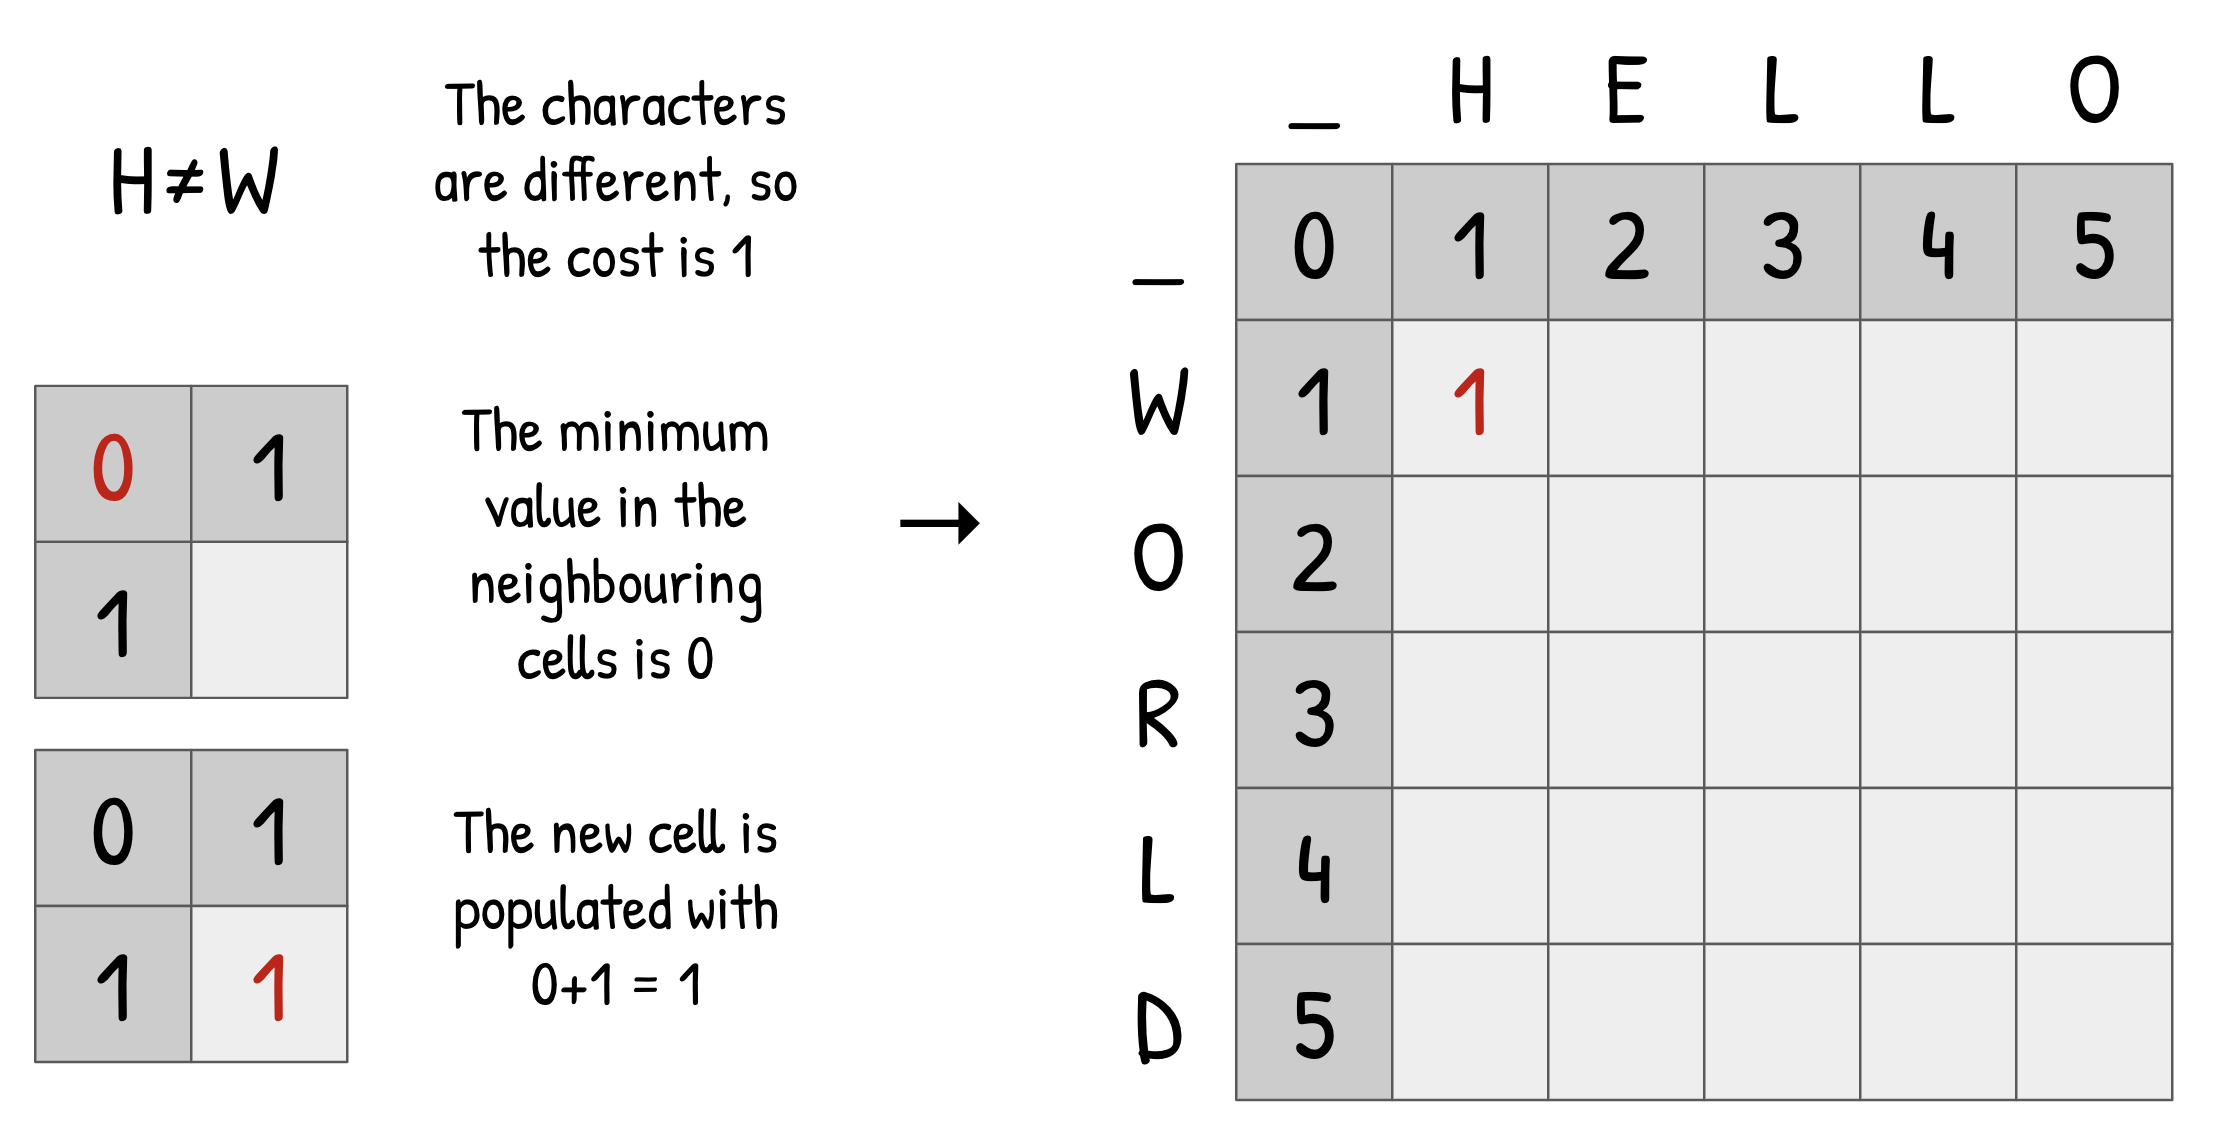 H≠W
The characters
are different, so
the cost is 1
0 1
1
The minimum
value in the
neighbouring
cells is 0
0 1
1 1
The new cell is
populated with
0+1 = 1
→
_ H E L L O
_ 0 1 2 3 4 5
W 1 1
O 2
R 3
L 4
D 5